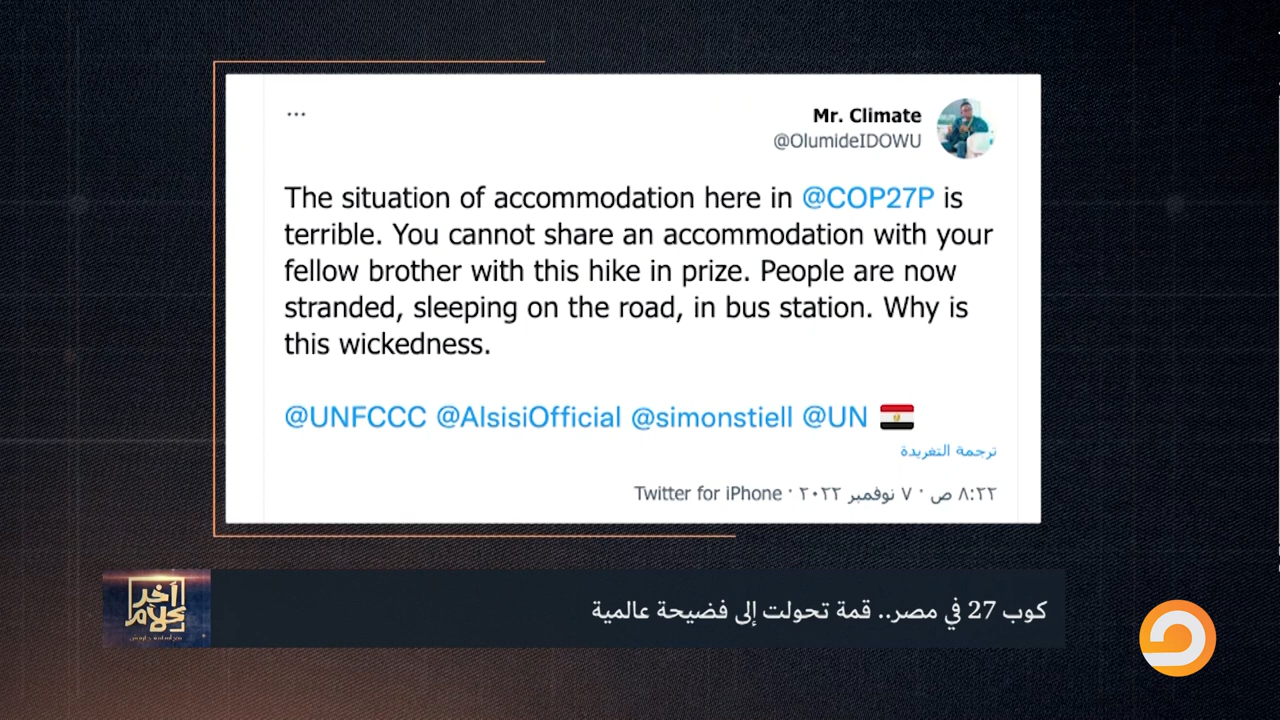 ...
Mr. Climate
@OlumideIDOWU
The situation of accommodation here in @COP27P is
terrible. You cannot share an accommodation with your
fellow brother with this hike in prize. People are now
stranded, sleeping on the road, in bus station. Why is
this wickedness.
@UNFCCC @AlsisiOfficial @simonstiell @UN
ترجمة التغريدة
٨:٢٢ ص · ٧ نوفمبر ٢٠٢٢ · Twitter for iPhone
كوب 27 في مصر.. قمة تحولت إلى فضيحة عالمية
آخر
كلام